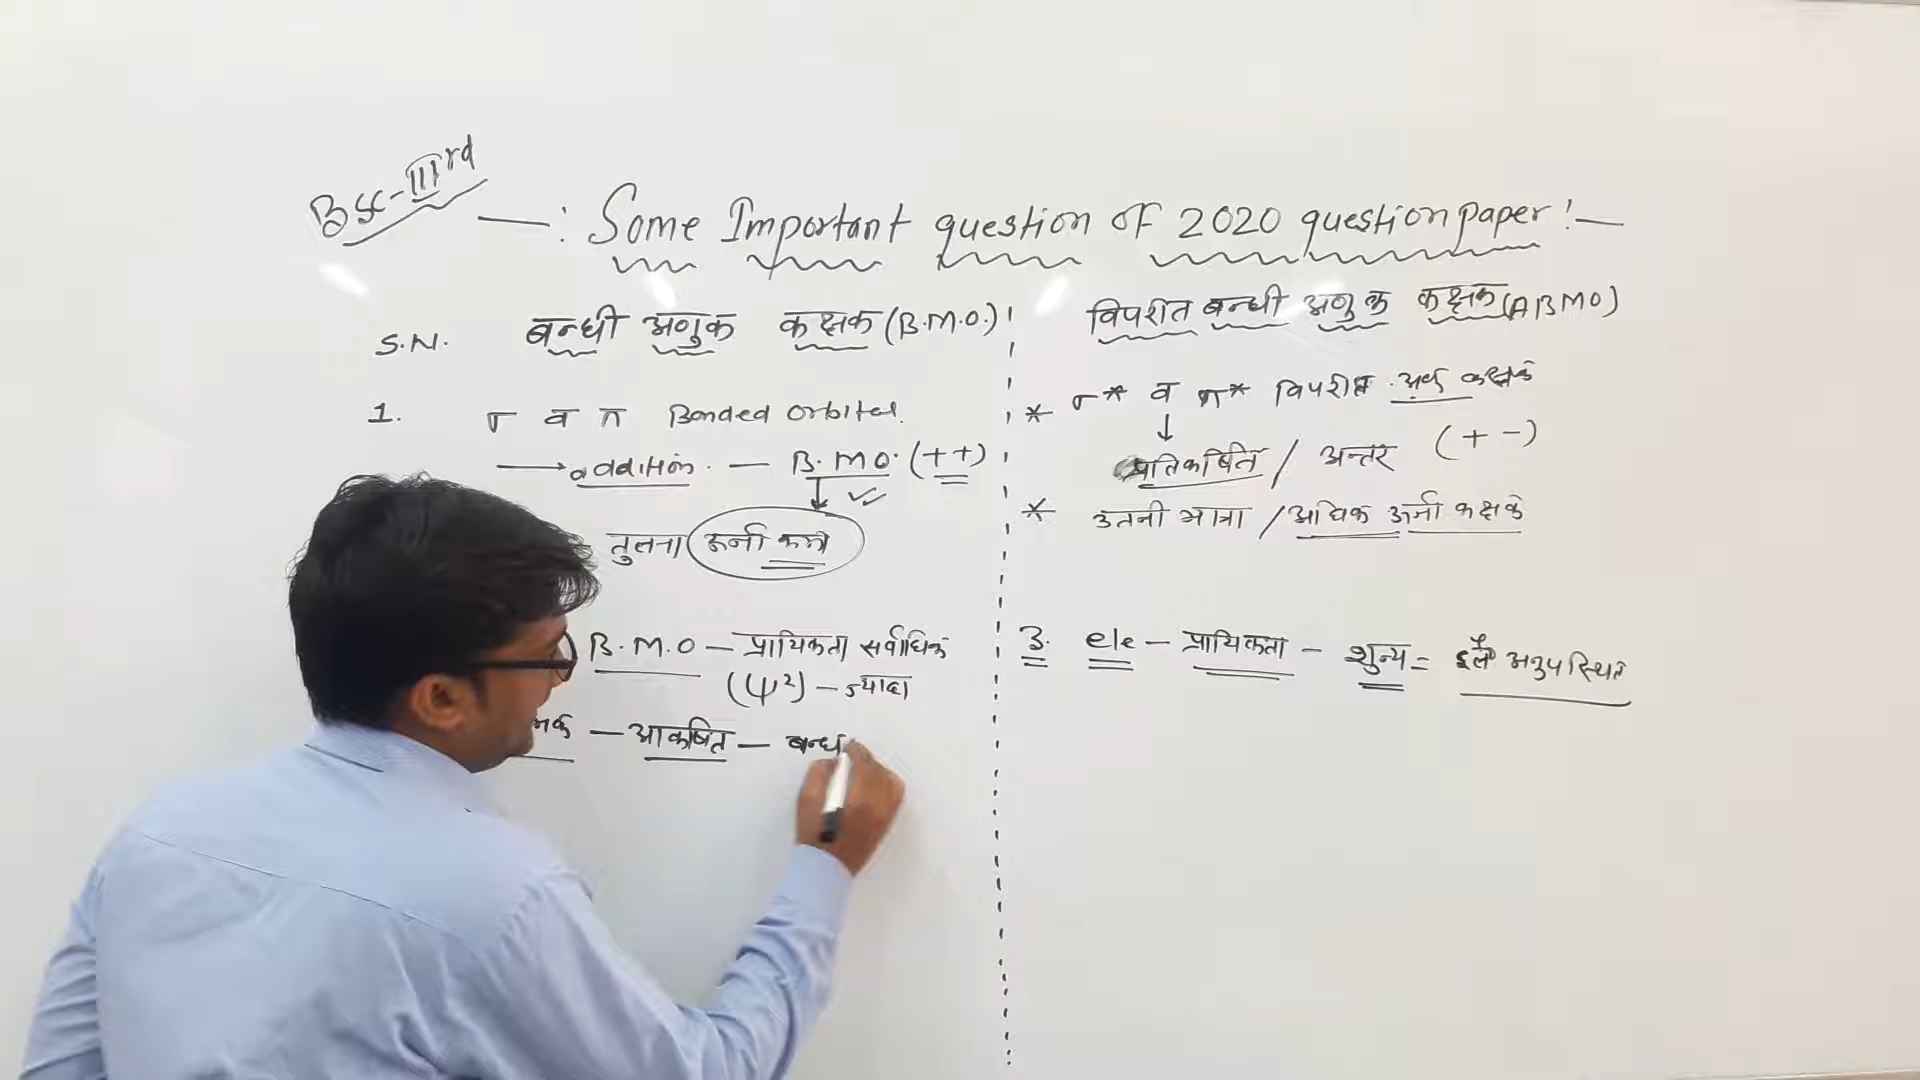 BSC-IIIrd
—: Some Important question of 2020 question paper!—
S.N. बन्धी अणुक कक्षक (B.M.O.)
विपरीत बन्धी अणुक कक्षक (ABMO)
1. σ व π Bonded orbital.
→ addition. — B.M.O. (++)
तुलना ऊर्जा कम
B.M.O — प्रायिकता सर्वाधिक
(ψ²) — ज्यादा
— आकर्षित — बन्ध
* σ* व π* विपरीत कक्षक
↓
प्रतिकर्षित / अन्तर (+ -)
* उतनी मात्रा / अधिक ऊर्जा कक्षक
3. ele — प्रायिकता — शून्य = अनुपस्थित